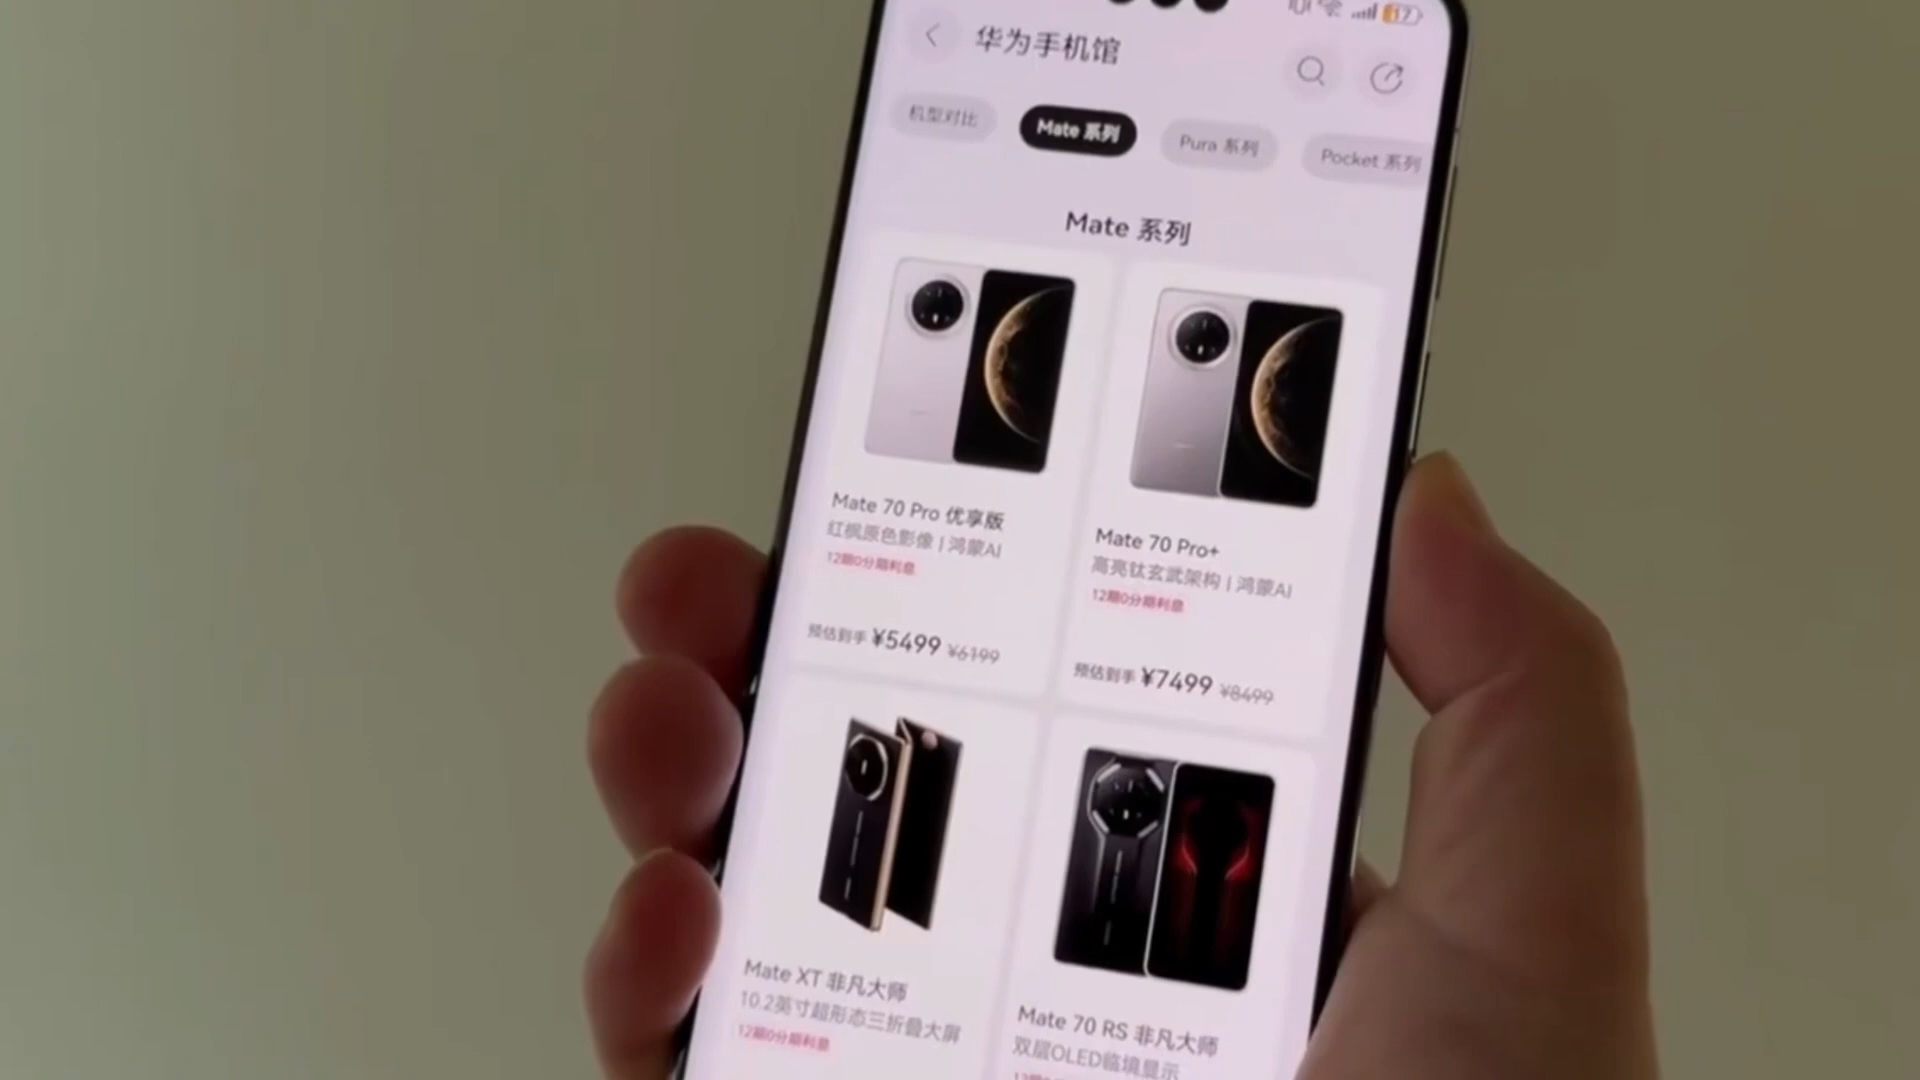 17
华为手机馆
机型对比
Mate 系列
Pura 系列
Pocket 系列
Mate 系列
Mate 70 Pro 优享版
红枫原色影像 | 鸿蒙AI
12期0分期利息
预估到手 ¥5499 ¥6199
Mate 70 Pro+
高亮钛玄武架构 | 鸿蒙AI
12期0分期利息
预估到手 ¥7499 ¥8499
Mate XT 非凡大师
10.2英寸超形态三折叠大屏
12期0分期利息
Mate 70 RS 非凡大师
双层OLED临境显示